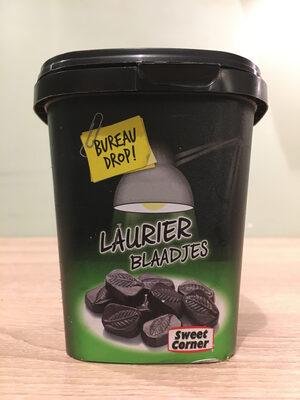 BUREAU
DROP!
LAURIER
BLAADJES
Sweet
Corner